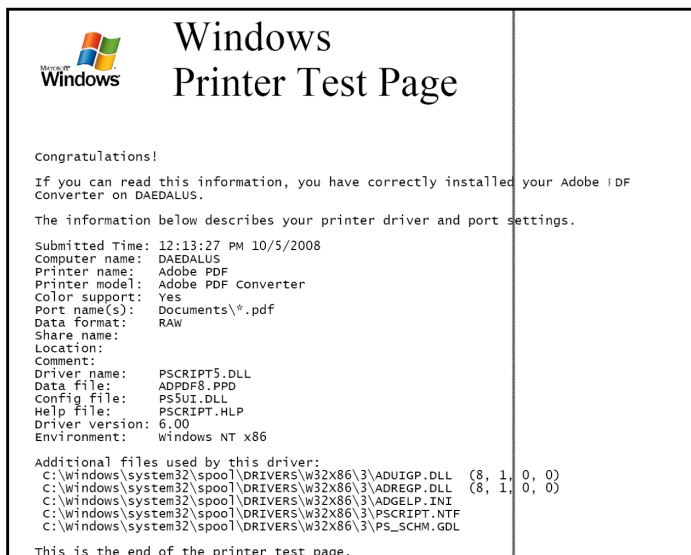 Windows
Printer Test Page
Microsoft
Windows
Congratulations!
If you can read this information, you have correctly installed your Adobe PDF
Converter on DAEDALUS.
The information below describes your printer driver and port settings.
Submitted Time: 12:13:27 PM 10/5/2008
Computer name: DAEDALUS
Printer name: Adobe PDF
Printer model: Adobe PDF Converter
Color support: Yes
Port name(s): Documents\*.pdf
Data format: RAW
Share name:
Location:
Comment:
Driver name: PSCRIPT5.DLL
Data file: ADPDF8.PPD
Config file: PS5UI.DLL
Help file: PSCRIPT.HLP
Driver version: 6.00
Environment: Windows NT x86
Additional files used by this driver:
C:\Windows\system32\spool\DRIVERS\W32X86\3\ADUIGP.DLL (8, 1, 0, 0)
C:\Windows\system32\spool\DRIVERS\W32X86\3\ADREGP.DLL (8, 1, 0, 0)
C:\Windows\system32\spool\DRIVERS\W32X86\3\ADGELP.INI
C:\Windows\system32\spool\DRIVERS\W32X86\3\PSCRIPT.NTF
C:\Windows\system32\spool\DRIVERS\W32X86\3\PS_SCHM.GDL
This is the end of the printer test page.